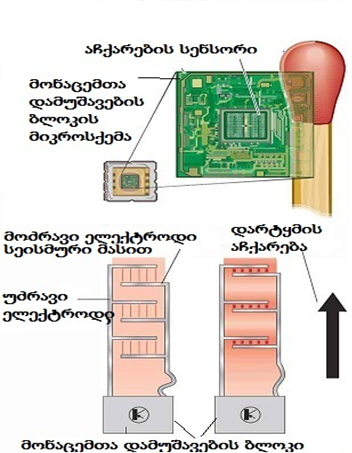 აჩქარების სენსორი
მონაცემთა
დამუშავების
ბლოკის
მიკროსქემა
მოძრავი ელექტროდი
სეისმური მასით
დარტყმის
აჩქარება
უძრავი
ელექტროდი
მონაცემთა დამუშავების ბლოკი